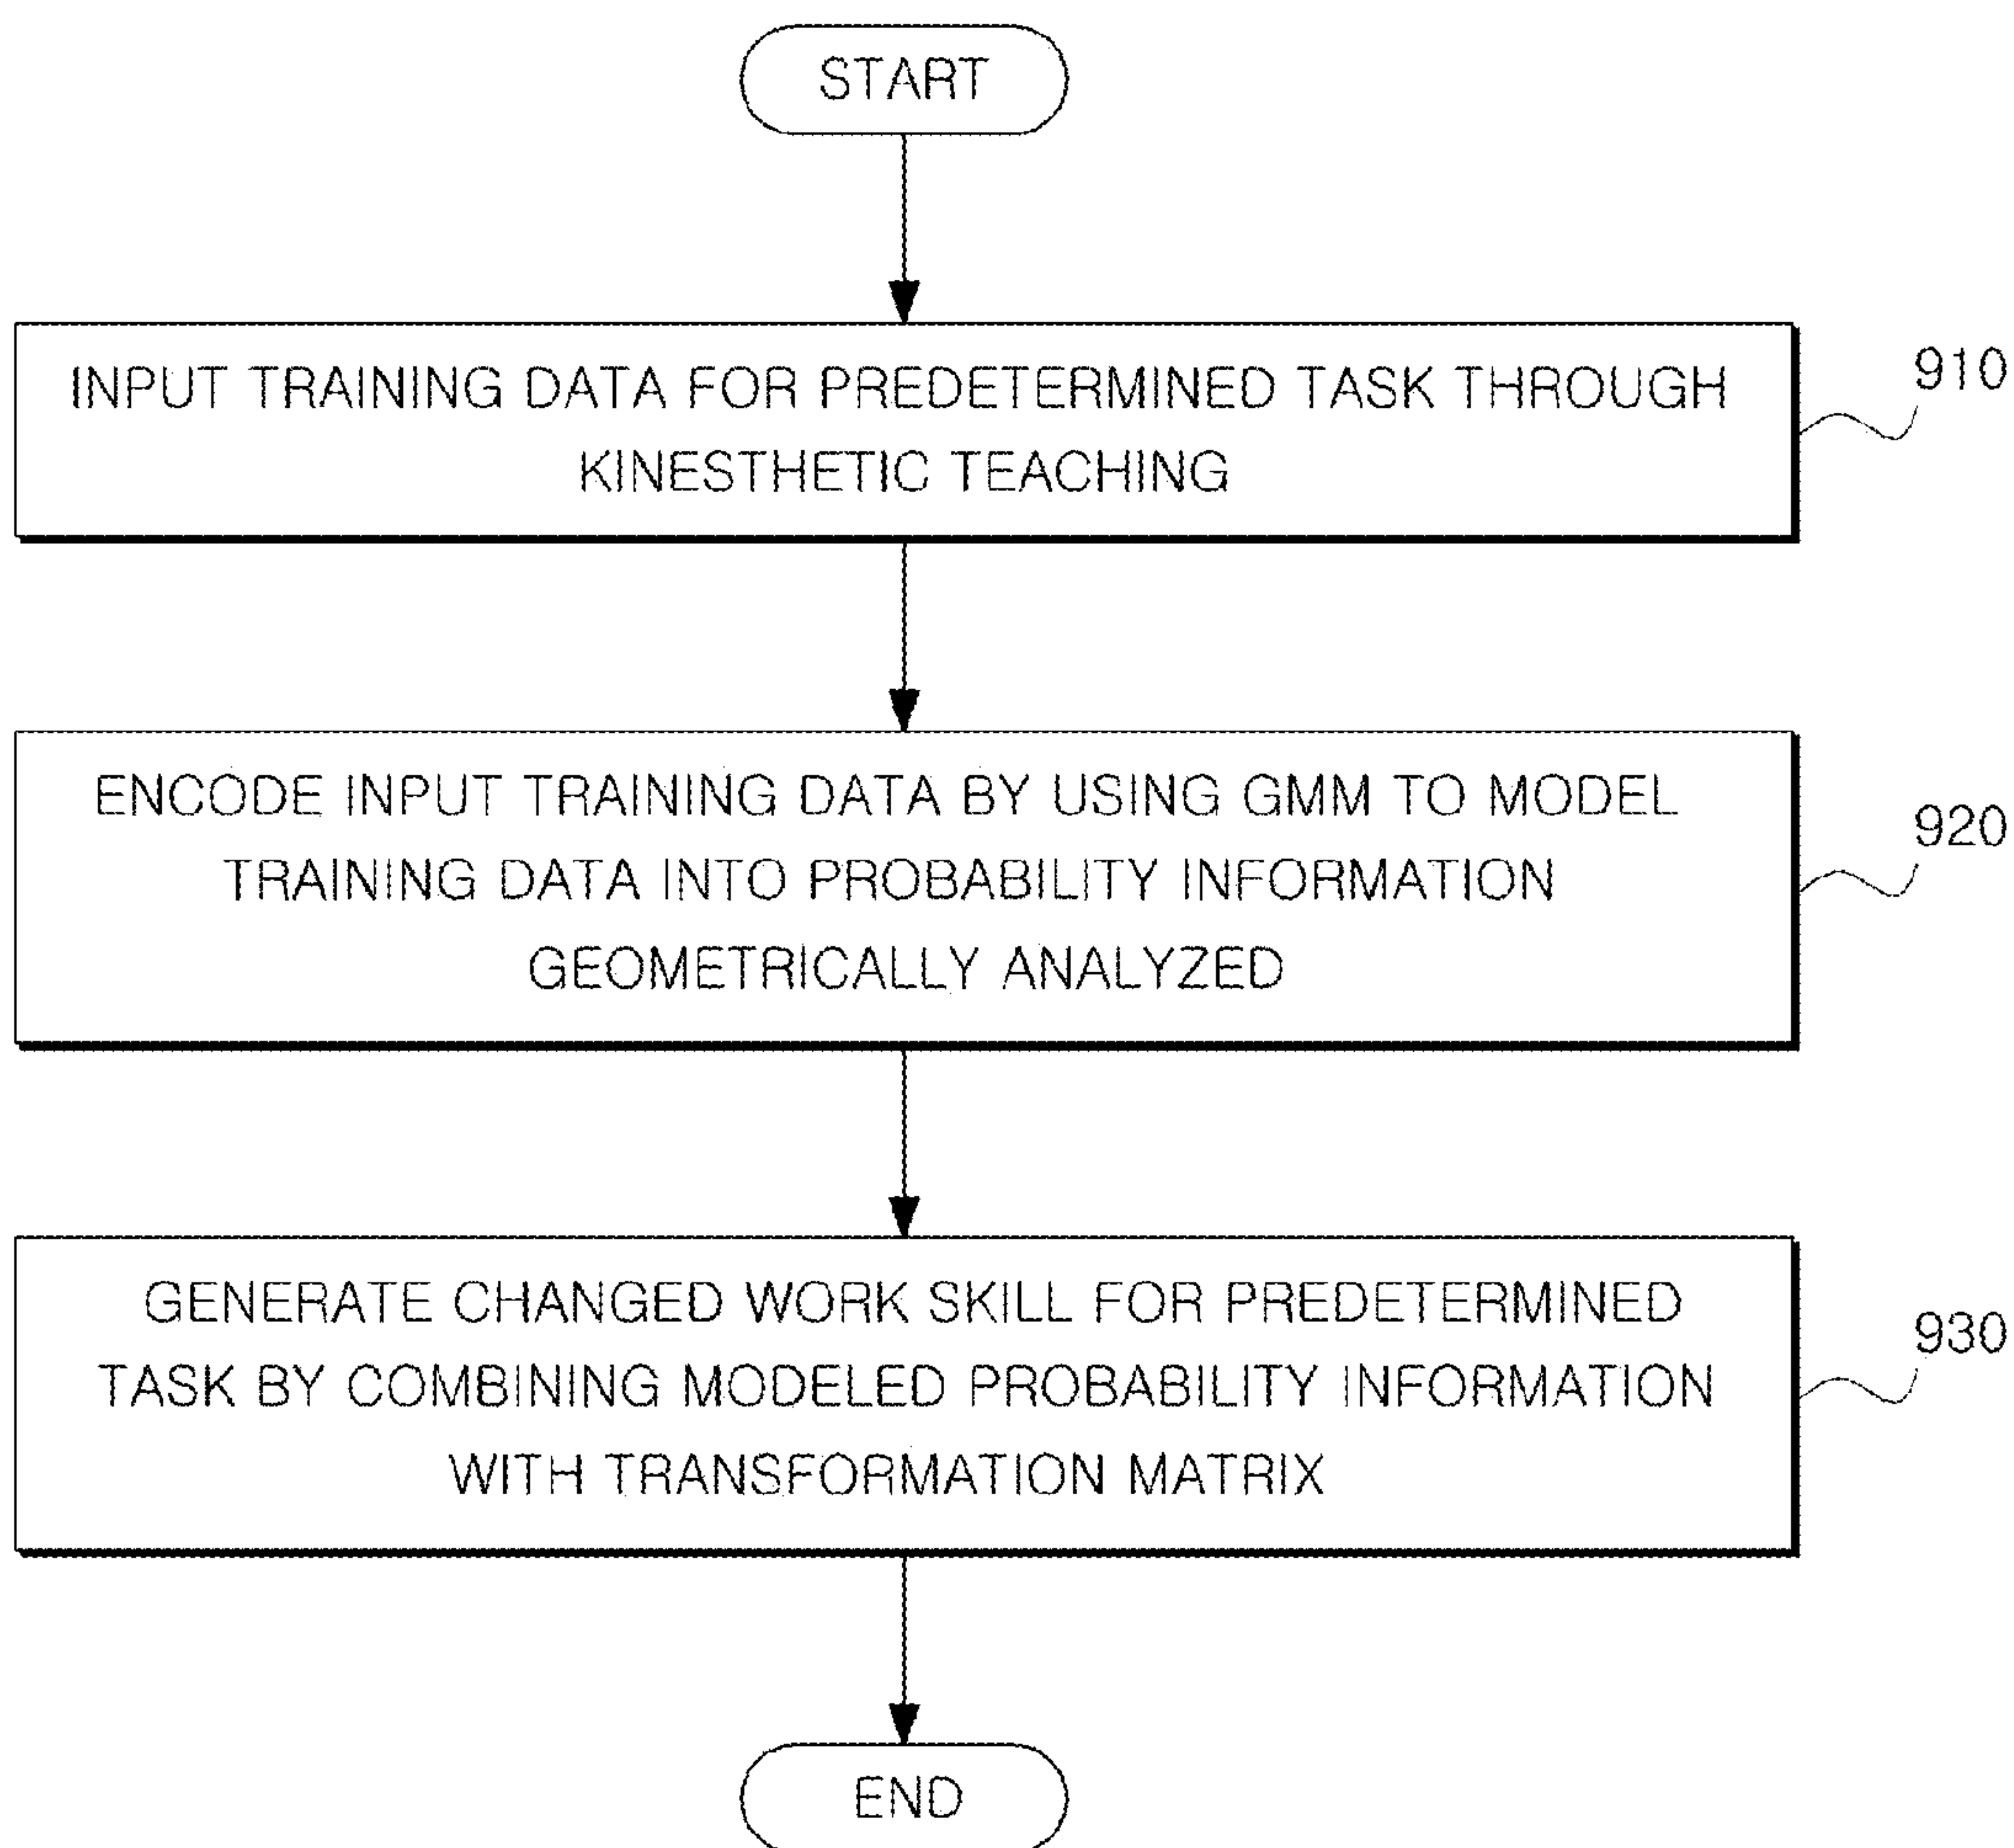 START
INPUT TRAINING DATA FOR PREDETERMINED TASK THROUGH
KINESTHETIC TEACHING
910
ENCODE INPUT TRAINING DATA BY USING GMM TO MODEL
TRAINING DATA INTO PROBABILITY INFORMATION
GEOMETRICALLY ANALYZED
920
GENERATE CHANGED WORK SKILL FOR PREDETERMINED
TASK BY COMBINING MODELED PROBABILITY INFORMATION
WITH TRANSFORMATION MATRIX
930
END